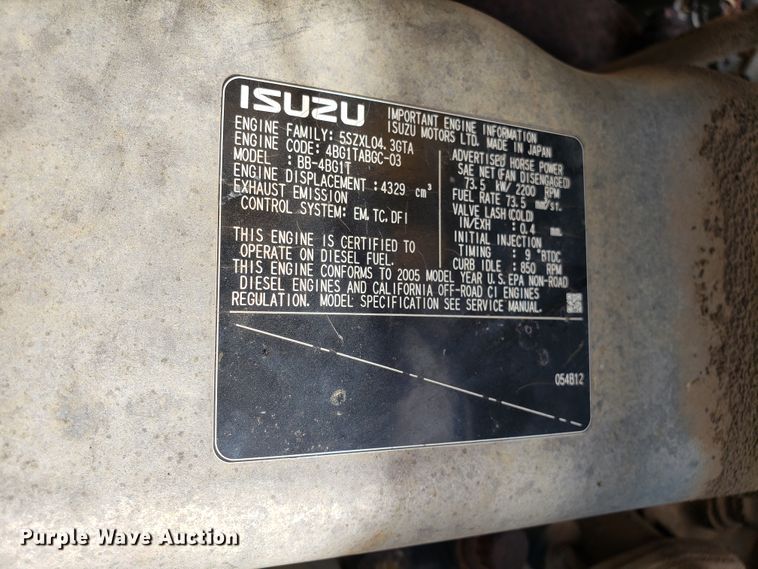 ISUZU
IMPORTANT ENGINE INFORMATION
ISUZU MOTORS LTD. MADE IN JAPAN
ENGINE FAMILY: 5SZXL04.3GTA
ENGINE CODE: 4BG1TABGC-03
MODEL : BB-4BG1T
ENGINE DISPLACEMENT: 4329 cm³
EXHAUST EMISSION
CONTROL SYSTEM: EM, TC, DFI
THIS ENGINE IS CERTIFIED TO
OPERATE ON DIESEL FUEL.
ADVERTISED HORSE POWER
SAE NET(FAN DISENGAGED)
73.5 kW/ 2200 RPM
FUEL RATE 73.5 mm³/st.
VALVE LASH(COLD)
IN/EXH : 0.4 mm
INITIAL INJECTION
TIMING : 9 °BTDC
CURB IDLE: 850 RPM
THIS ENGINE CONFORMS TO 2005 MODEL YEAR U.S.EPA NON-ROAD
DIESEL ENGINES AND CALIFORNIA OFF-ROAD CI ENGINES
REGULATION. MODEL SPECIFICATION SEE SERVICE MANUAL.
054B12
Purple Wave Auction